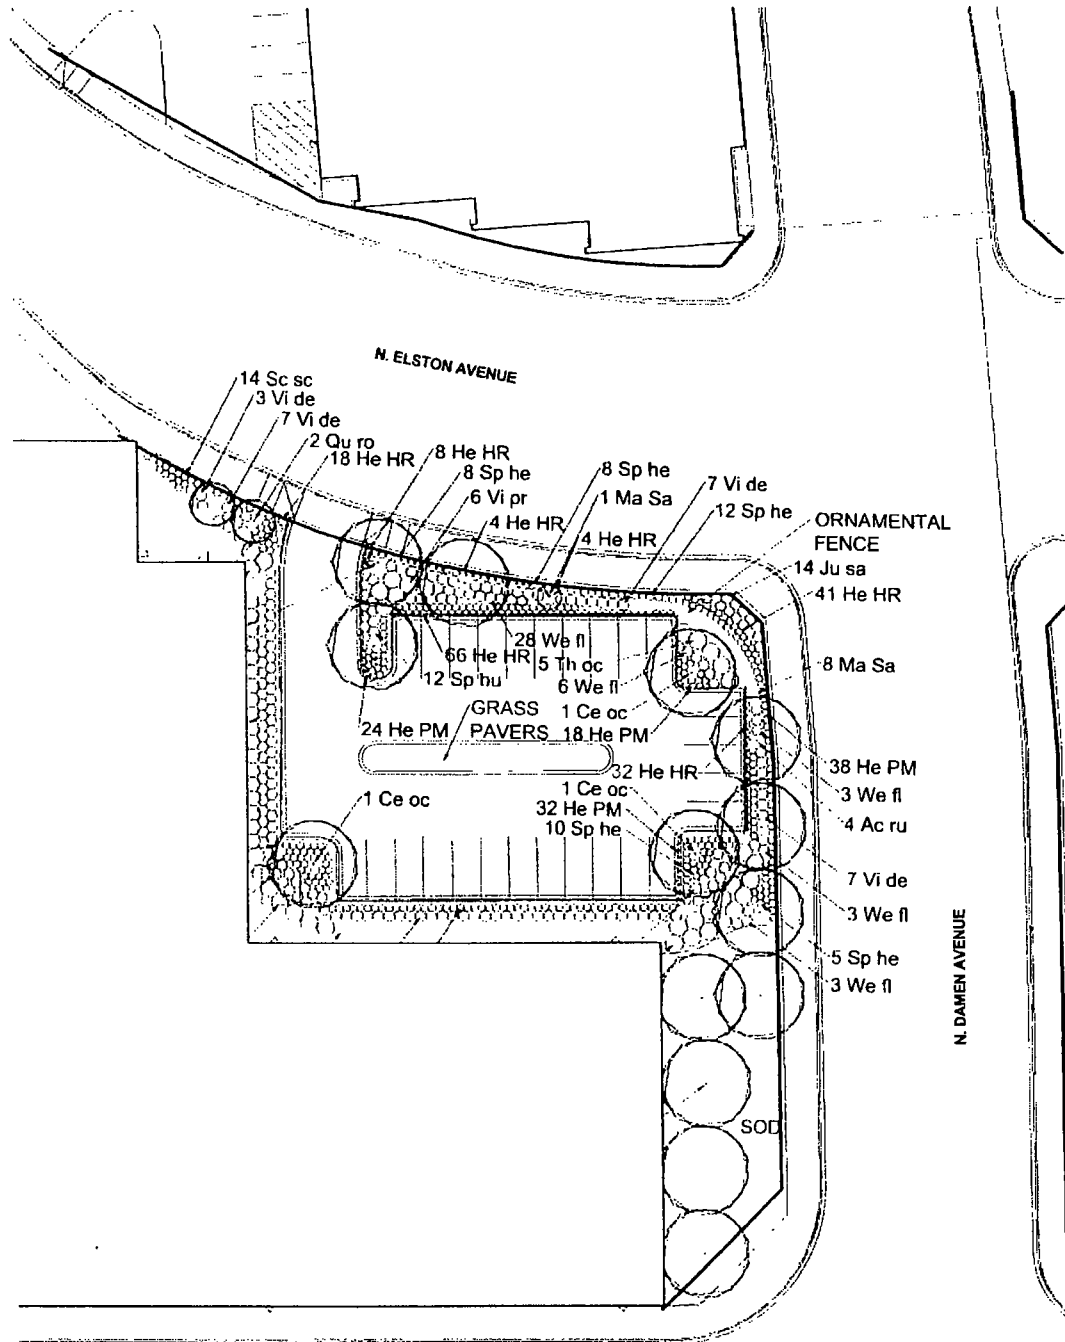 N. ELSTON AVENUE
14 Sc sc
3 Vi de
7 Vi de
2 Qu ro
18 He HR
8 He HR
8 Sp he
6 Vi pr
4 He HR
8 Sp he
1 Ma Sa
4 He HR
7 Vi de
12 Sp he
ORNAMENTAL
FENCE
14 Ju sa
41 He HR
28 We fl
66 He HR
5 Th oc
12 Sp hu
6 We fl
8 Ma Sa
1 Ce oc
GRASS
PAVERS
24 He PM
18 He PM
32 He HR
38 He PM
1 Ce oc
1 Ce oc
3 We fl
32 He PM
4 Ac ru
10 Sp he
7 Vi de
3 We fl
5 Sp he
3 We fl
N. DAMEN AVENUE
SOD